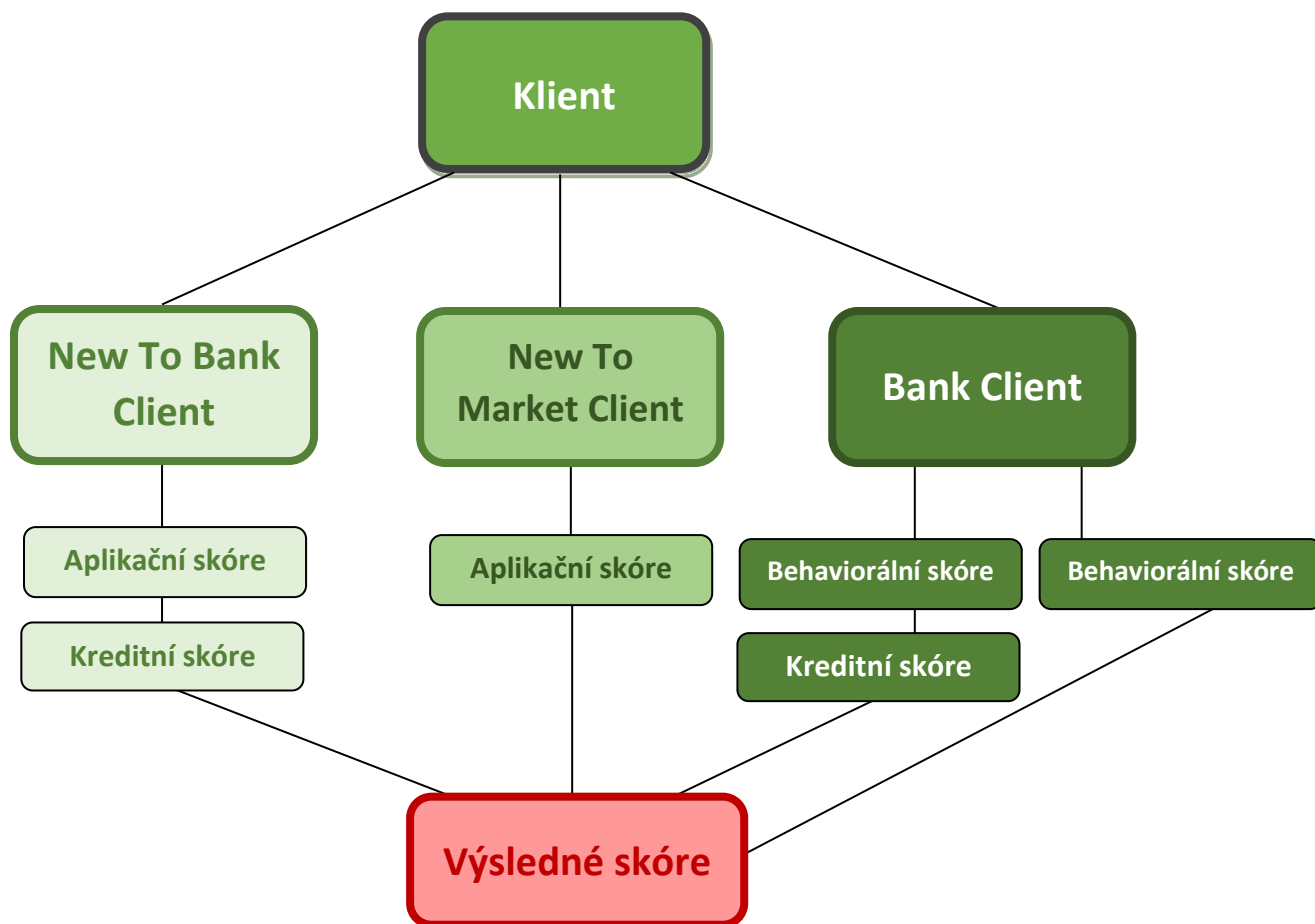 Klient
New To Bank
Client
New To
Market Client
Bank Client
Aplikační skóre
Aplikační skóre
Behaviorální skóre
Behaviorální skóre
Kreditní skóre
Kreditní skóre
Výsledné skóre